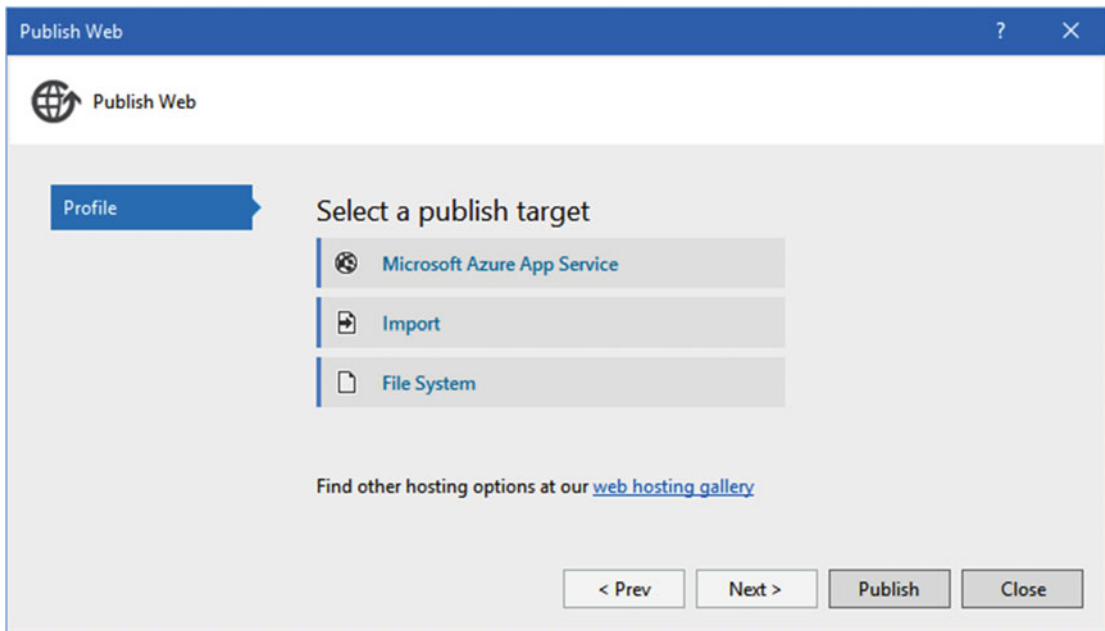 Publish Web
?
Publish Web
Profile
Select a publish target
Microsoft Azure App Service
Import
File System
Find other hosting options at our web hosting gallery
< Prev Next > Publish Close